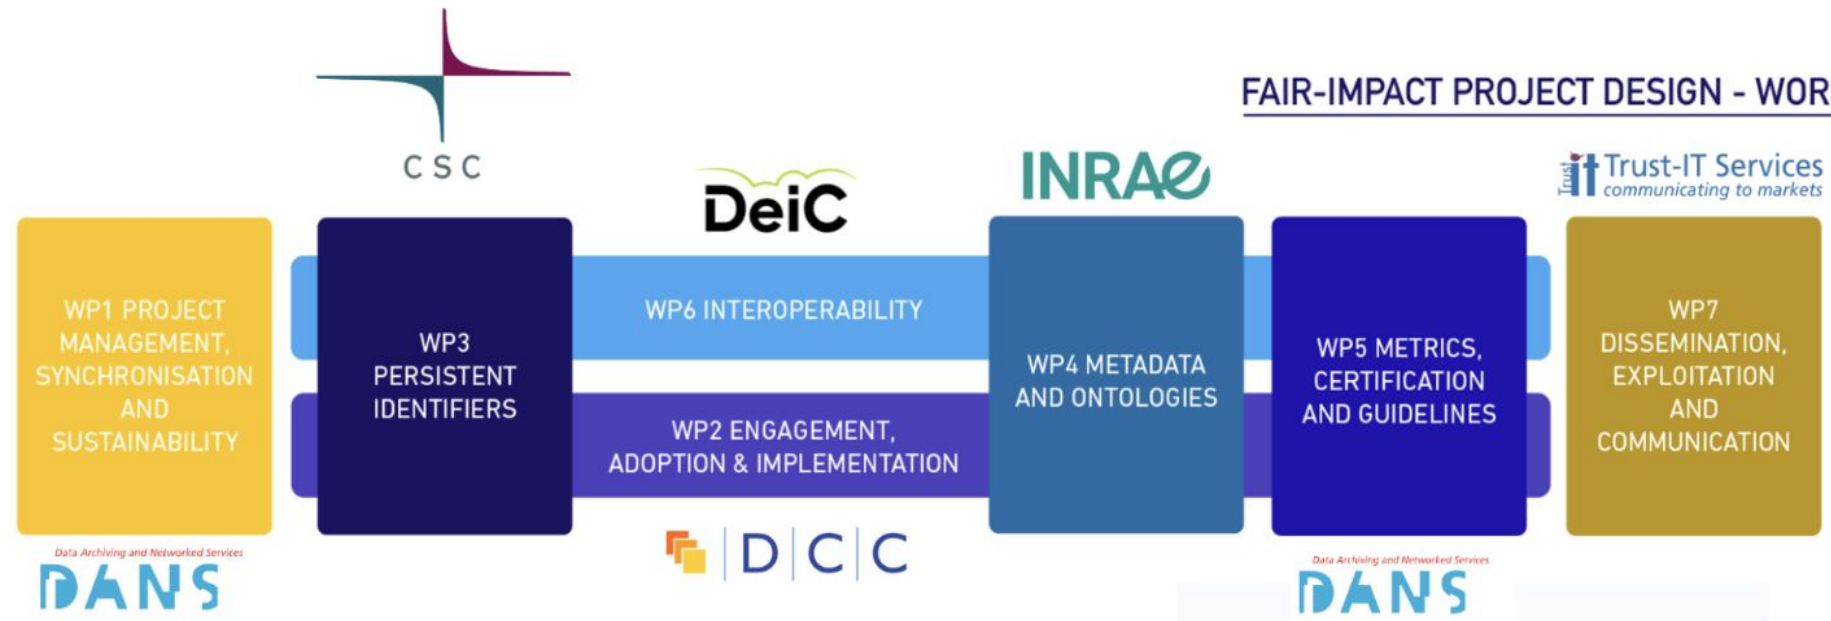 CSC
FAIR-IMPACT PROJECT DESIGN - WOR
DeiC
INRAE
Trust
it
Trust-IT Services
communicating to markets
WP1 PROJECT
MANAGEMENT,
SYNCHRONISATION
AND
SUSTAINABILITY
WP3
PERSISTENT
IDENTIFIERS
WP6 INTEROPERABILITY
WP2 ENGAGEMENT,
ADOPTION & IMPLEMENTATION
WP4 METADATA
AND ONTOLOGIES
WP5 METRICS,
CERTIFICATION
AND GUIDELINES
WP7
DISSEMINATION,
EXPLOITATION
AND
COMMUNICATION
Data Archiving and Networked Services
DANS
D|C|C
Data Archiving and Networked Services
DANS